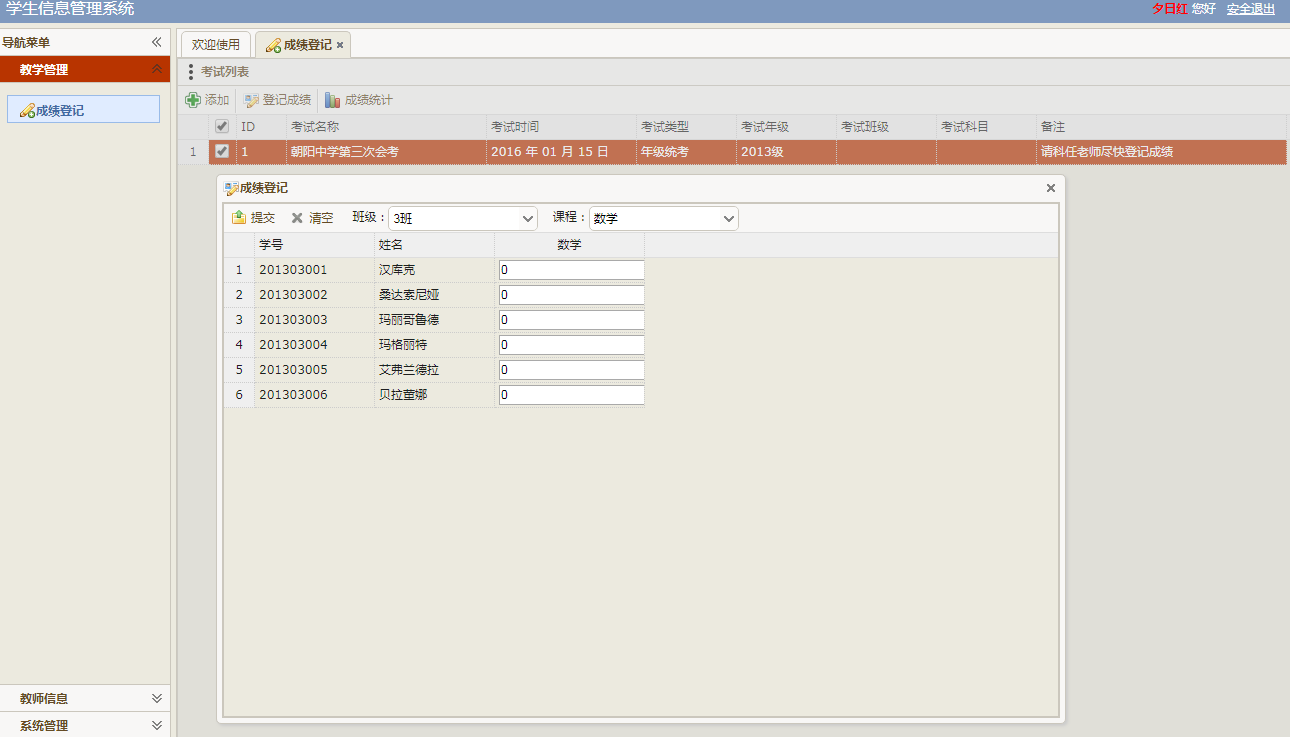 学生信息管理系统
夕日红 您好 安全退出
导航菜单
欢迎使用 成绩登记
教学管理
考试列表
成绩登记
添加 登记成绩 成绩统计
ID 考试名称 考试时间 考试类型 考试年级 考试班级 考试科目 备注
1 1 朝阳中学第三次会考 2016 年 01 月 15 日 年级统考 2013级 请科任老师尽快登记成绩
成绩登记
提交 清空 班级： 3班 课程： 数学
学号 姓名 数学
1 201303001 汉库克 0
2 201303002 桑达索尼娅 0
3 201303003 玛丽哥鲁德 0
4 201303004 玛格丽特 0
5 201303005 艾弗兰德拉 0
6 201303006 贝拉董娜 0
教师信息
系统管理